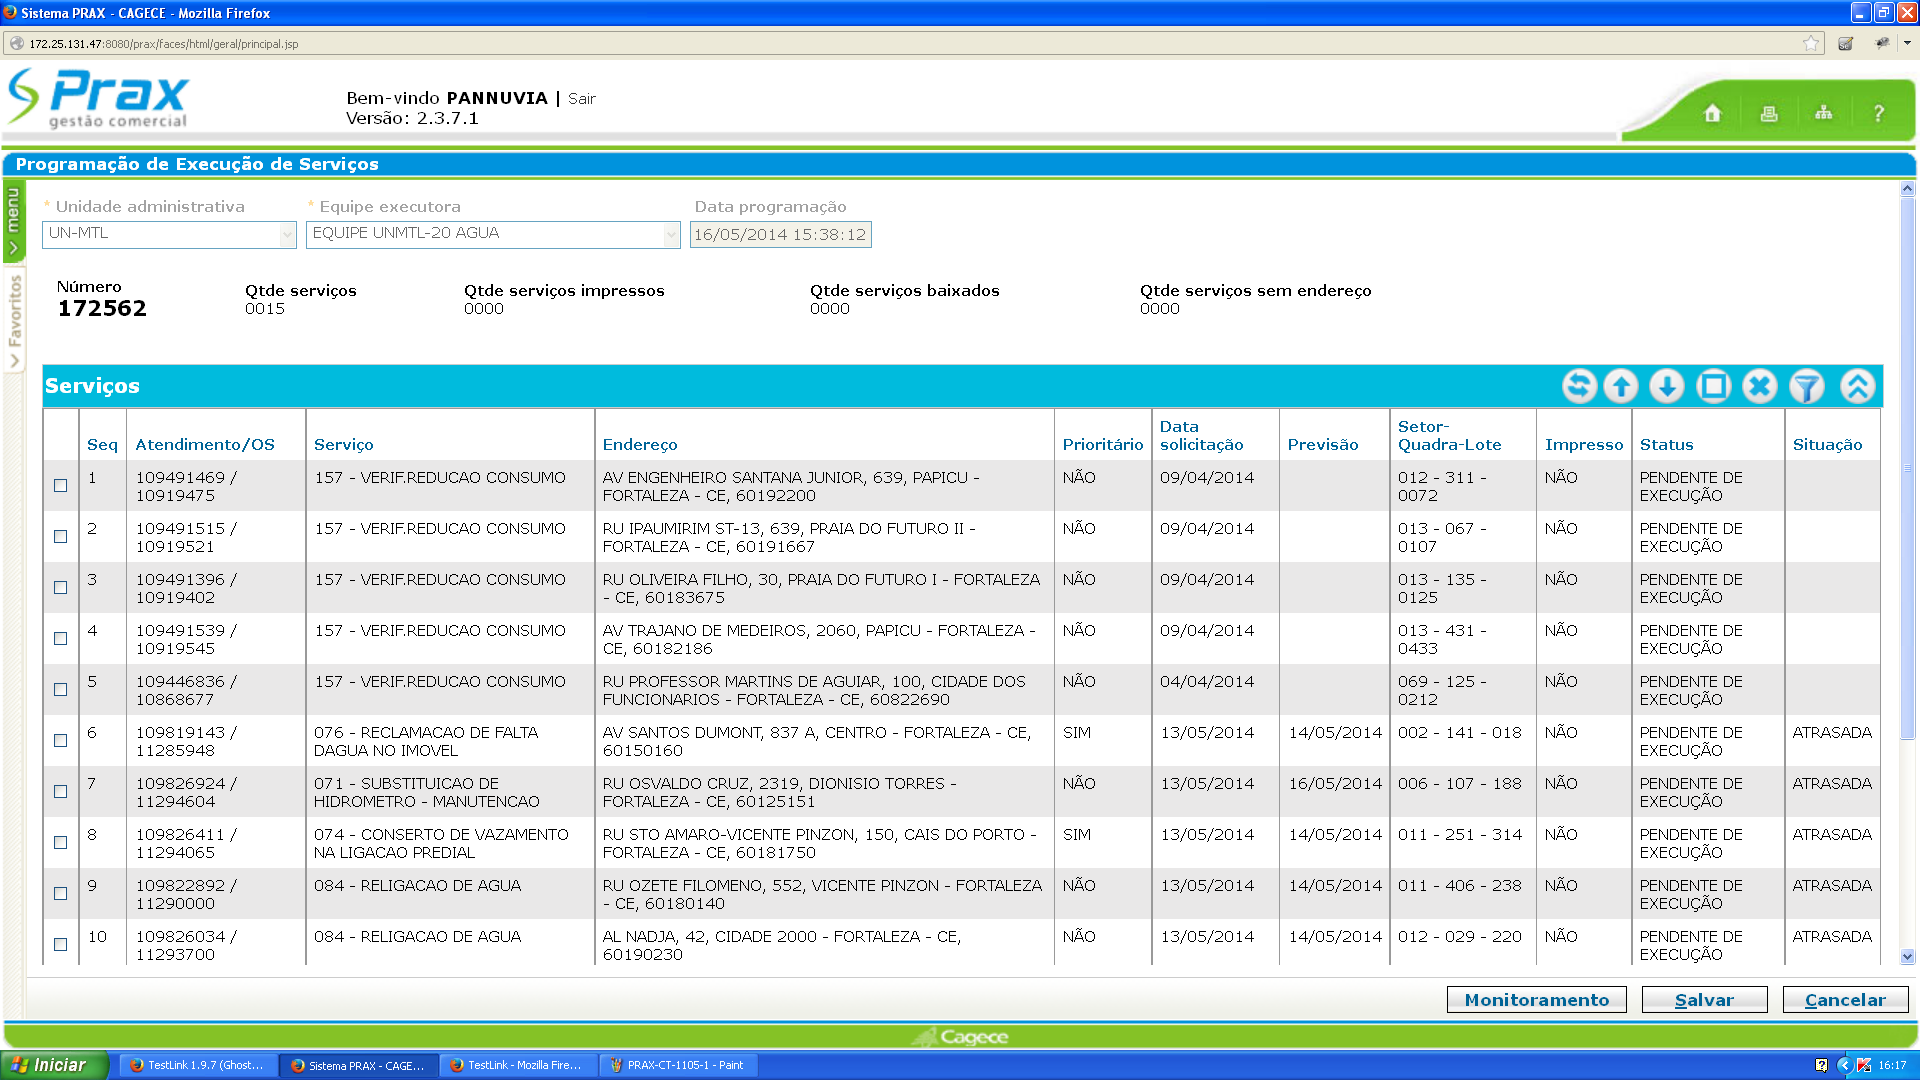 Sistema PRAX - CAGECE - Mozilla Firefox
172.25.131.47:8080/prax/faces/html/geral/principal.jsp
Prax
gestão comercial
Bem-vindo PANNUVIA | Sair
Versão: 2.3.7.1
?
Programação de Execução de Serviços
menu
Favoritos
* Unidade administrativa * Equipe executora Data programação
UN-MTL EQUIPE UNMTL-20 AGUA 16/05/2014 15:38:12
Número Qtde serviços Qtde serviços impressos Qtde serviços baixados Qtde serviços sem endereço
172562 0015 0000 0000 0000
Serviços
Seq Atendimento/OS Serviço Endereço Prioritário Data solicitação Previsão Setor-Quadra-Lote Impresso Status Situação
1 109491469 / 157 - VERIF.REDUCAO CONSUMO AV ENGENHEIRO SANTANA JUNIOR, 639, PAPICU - NÃO 09/04/2014 012 - 311 - NÃO PENDENTE DE
10919475 FORTALEZA - CE, 60192200 0072 EXECUÇÃO
2 109491515 / 157 - VERIF.REDUCAO CONSUMO RU IPAUMIRIM ST-13, 639, PRAIA DO FUTURO II - NÃO 09/04/2014 013 - 067 - NÃO PENDENTE DE
10919521 FORTALEZA - CE, 60191667 0107 EXECUÇÃO
3 109491396 / 157 - VERIF.REDUCAO CONSUMO RU OLIVEIRA FILHO, 30, PRAIA DO FUTURO I - FORTALEZA NÃO 09/04/2014 013 - 135 - NÃO PENDENTE DE
10919402 - CE, 60183675 0125 EXECUÇÃO
4 109491539 / 157 - VERIF.REDUCAO CONSUMO AV TRAJANO DE MEDEIROS, 2060, PAPICU - FORTALEZA - NÃO 09/04/2014 013 - 431 - NÃO PENDENTE DE
10919545 CE, 60182186 0433 EXECUÇÃO
5 109446836 / 157 - VERIF.REDUCAO CONSUMO RU PROFESSOR MARTINS DE AGUIAR, 100, CIDADE DOS NÃO 04/04/2014 069 - 125 - NÃO PENDENTE DE
10868677 FUNCIONARIOS - FORTALEZA - CE, 60822690 0212 EXECUÇÃO
6 109819143 / 076 - RECLAMACAO DE FALTA AV SANTOS DUMONT, 837 A, CENTRO - FORTALEZA - CE, SIM 13/05/2014 14/05/2014 002 - 141 - 018 NÃO PENDENTE DE ATRASADA
11285948 DAGUA NO IMOVEL 60150160 EXECUÇÃO
7 109826924 / 071 - SUBSTITUICAO DE RU OSVALDO CRUZ, 2319, DIONISIO TORRES - NÃO 13/05/2014 16/05/2014 006 - 107 - 188 NÃO PENDENTE DE ATRASADA
11294604 HIDROMETRO - MANUTENCAO FORTALEZA - CE, 60125151 EXECUÇÃO
8 109826411 / 074 - CONSERTO DE VAZAMENTO RU STO AMARO-VICENTE PINZON, 150, CAIS DO PORTO - SIM 13/05/2014 14/05/2014 011 - 251 - 314 NÃO PENDENTE DE ATRASADA
11294065 NA LIGACAO PREDIAL FORTALEZA - CE, 60181750 EXECUÇÃO
9 109822892 / 084 - RELIGACAO DE AGUA RU OZETE FILOMENO, 552, VICENTE PINZON - FORTALEZA NÃO 13/05/2014 14/05/2014 011 - 406 - 238 NÃO PENDENTE DE ATRASADA
11290000 - CE, 60180140 EXECUÇÃO
10 109826034 / 084 - RELIGACAO DE AGUA AL NADJA, 42, CIDADE 2000 - FORTALEZA - CE, NÃO 13/05/2014 14/05/2014 012 - 029 - 220 NÃO PENDENTE DE ATRASADA
11293700 60190230 EXECUÇÃO
Monitoramento Salvar Cancelar
Cagece
Iniciar TestLink 1.9.7 (Ghost... Sistema PRAX - CAGE... TestLink - Mozilla Fire... PRAX-CT-1105-1 - Paint 16:17